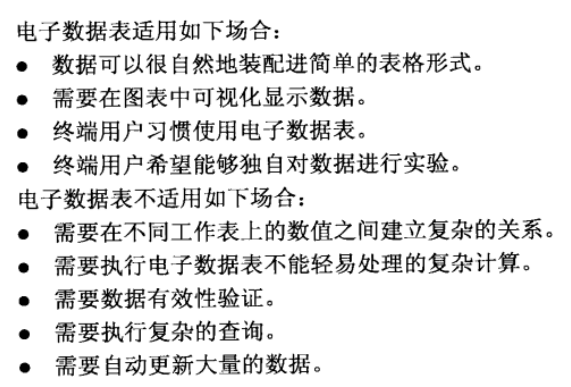 电子数据表适用如下场合：
● 数据可以很自然地装配进简单的表格形式。
● 需要在图表中可视化显示数据。
● 终端用户习惯使用电子数据表。
● 终端用户希望能够独自对数据进行实验。
电子数据表不适用如下场合：
● 需要在不同工作表上的数值之间建立复杂的关系。
● 需要执行电子数据表不能轻易处理的复杂计算。
● 需要数据有效性验证。
● 需要执行复杂的查询。
● 需要自动更新大量的数据。